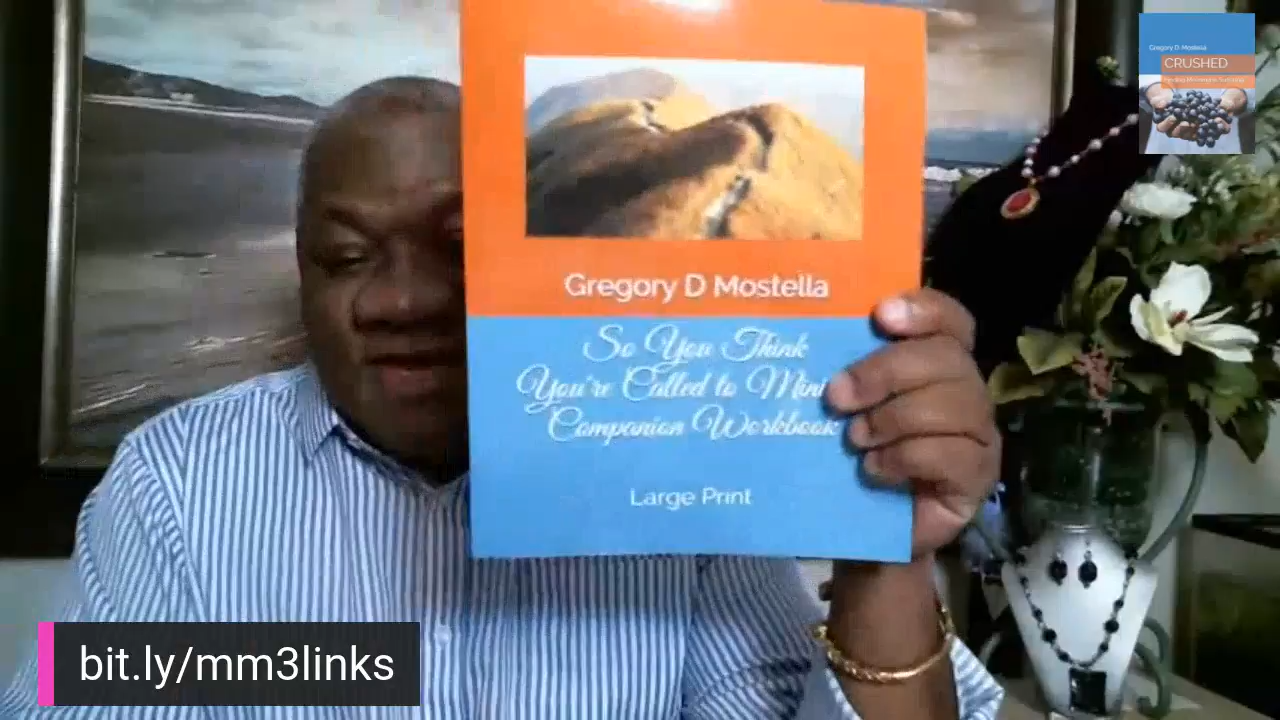 Gregory D Mostella
CRUSHED
Gregory D Mostella
So You Think
You're Called to
Companion Workbook
Large Print
bit.ly/mm3links